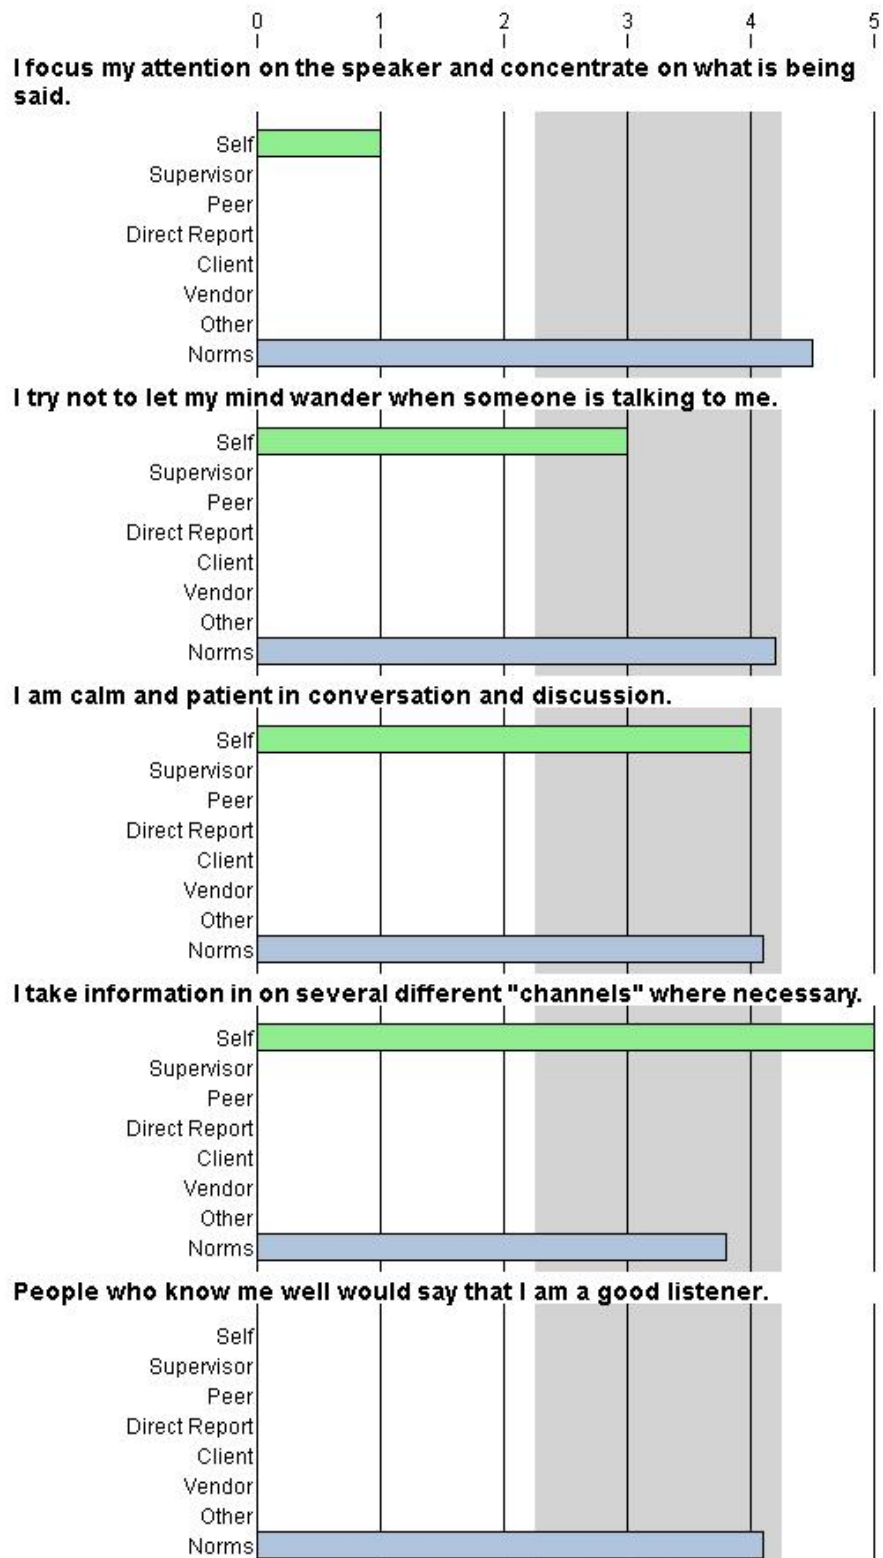 0 1 2 3 4 5
I focus my attention on the speaker and concentrate on what is being
said.
Self
Supervisor
Peer
Direct Report
Client
Vendor
Other
Norms
I try not to let my mind wander when someone is talking to me.
Self
Supervisor
Peer
Direct Report
Client
Vendor
Other
Norms
I am calm and patient in conversation and discussion.
Self
Supervisor
Peer
Direct Report
Client
Vendor
Other
Norms
I take information in on several different "channels" where necessary.
Self
Supervisor
Peer
Direct Report
Client
Vendor
Other
Norms
People who know me well would say that I am a good listener.
Self
Supervisor
Peer
Direct Report
Client
Vendor
Other
Norms